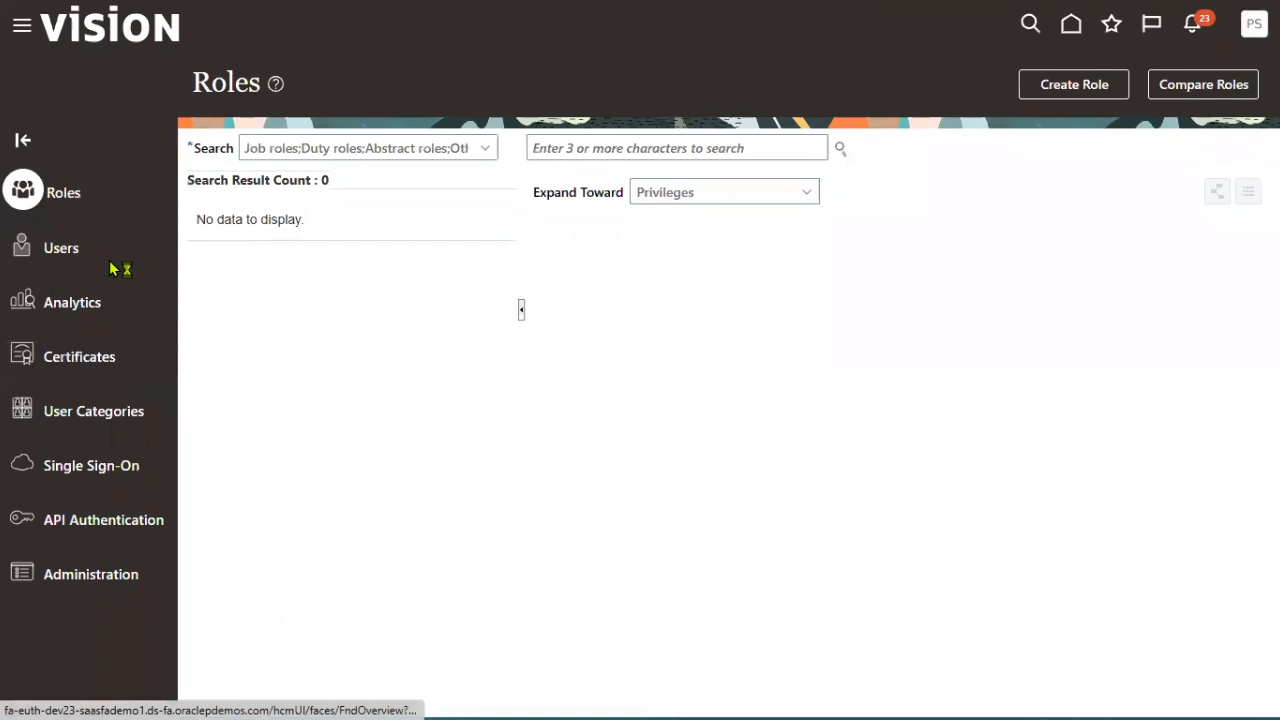 vision
23
PS
Roles ?
Create Role
Compare Roles
*Search
Job roles;Duty roles;Abstract roles;Otl
Enter 3 or more characters to search
Search Result Count : 0
Expand Toward
Privileges
No data to display.
Roles
Users
Analytics
Certificates
User Categories
Single Sign-On
API Authentication
Administration
fa-euth-dev23-saasfademo1.ds-fa.oraclepdemos.com/hcmUI/faces/FndOverview?...